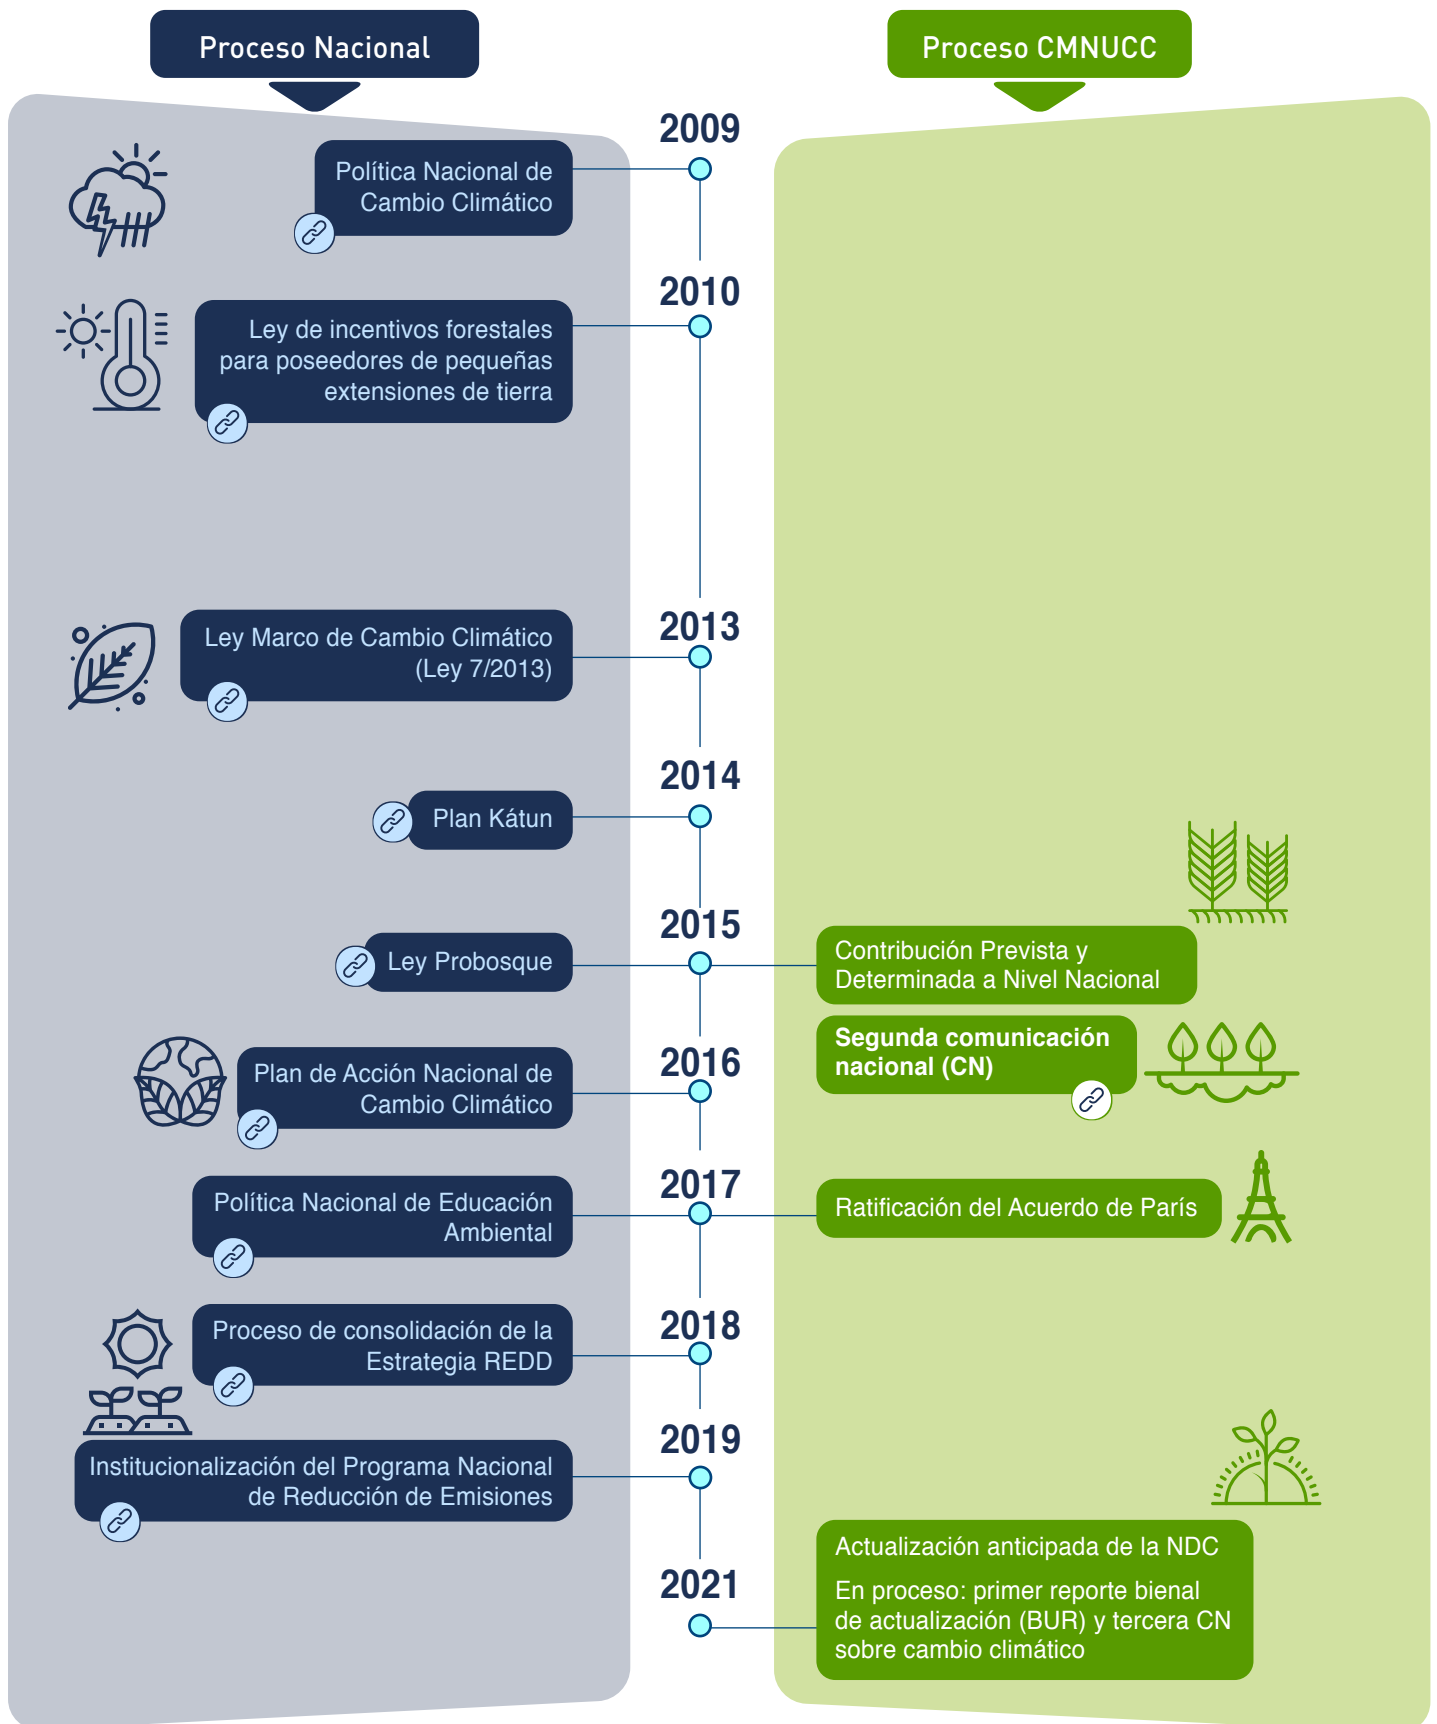 Proceso Nacional
Proceso CMNUCC
2009
Política Nacional de
Cambio Climático
2010
Ley de incentivos forestales
para poseedores de pequeñas
extensiones de tierra
2013
Ley Marco de Cambio Climático
(Ley 7/2013)
2014
Plan Kátun
2015
Ley Probosque
Contribución Prevista y
Determinada a Nivel Nacional
Segunda comunicación
nacional (CN)
2016
Plan de Acción Nacional de
Cambio Climático
2017
Política Nacional de Educación
Ambiental
Ratificación del Acuerdo de París
2018
Proceso de consolidación de la
Estrategia REDD
2019
Institucionalización del Programa Nacional
de Reducción de Emisiones
2021
Actualización anticipada de la NDC
En proceso: primer reporte bienal
de actualización (BUR) y tercera CN
sobre cambio climático